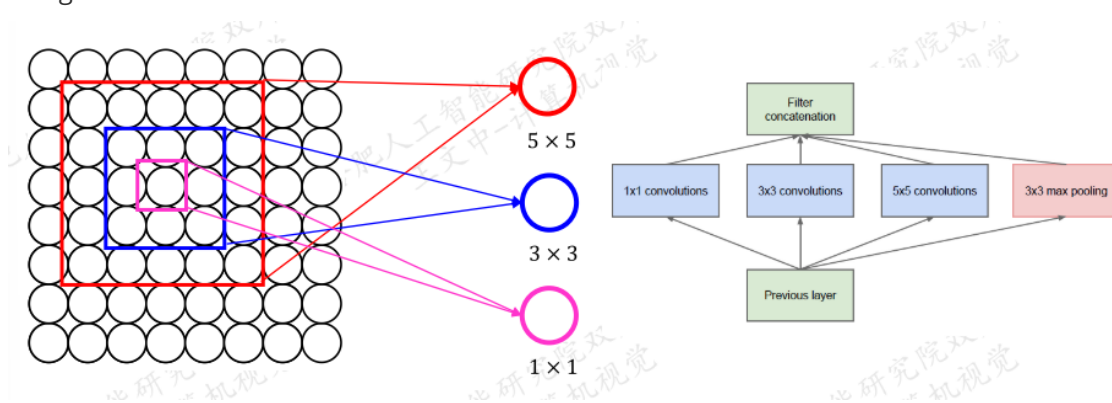 5 × 5
3 × 3
1 × 1
Filter
concatenation
1x1 convolutions
3x3 convolutions
5x5 convolutions
3x3 max pooling
Previous layer